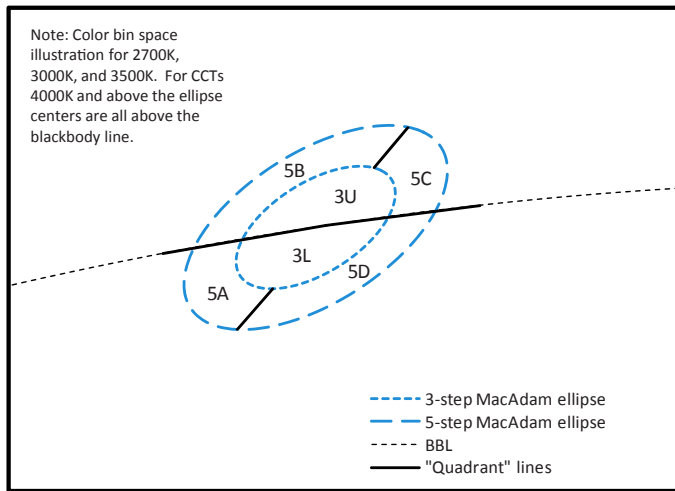 Note: Color bin space
illustration for 2700K,
3000K, and 3500K.  For CCTs
4000K and above the ellipse
centers are all above the
blackbody line.
5B
5C
3U
3L
5D
5A
3-step MacAdam ellipse
5-step MacAdam ellipse
BBL
"Quadrant" lines